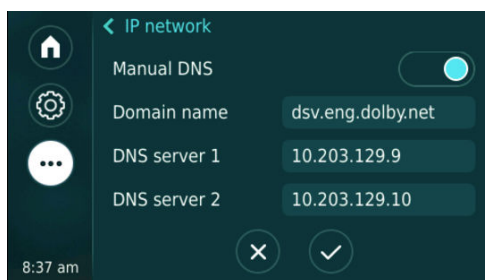 IP network
Manual DNS
Domain name dsv.eng.dolby.net
DNS server 1 10.203.129.9
DNS server 2 10.203.129.10
8:37 am